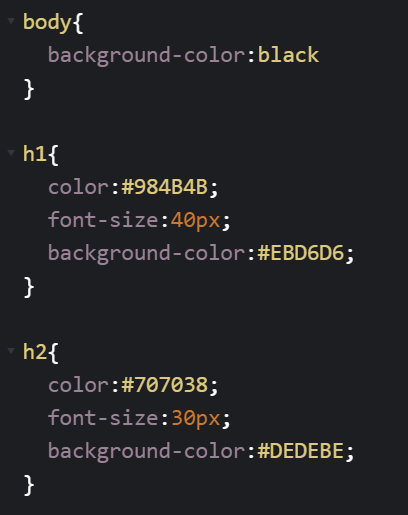 body{
background-color:black
}
h1{
color:#984B4B;
font-size:40px;
background-color:#EBD6D6;
}
h2{
color:#707038;
font-size:30px;
background-color:#DEDEBE;
}